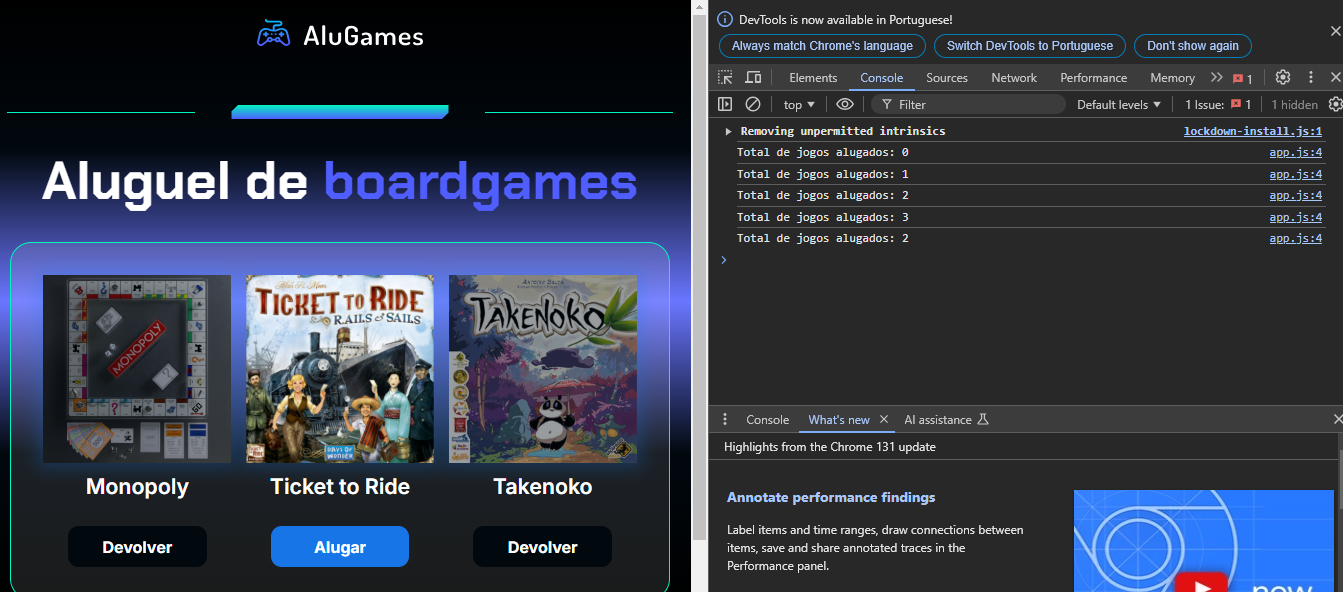 AluGames
Aluguel de boardgames
MONOPOLY
TICKET TO RIDE
RAILS & SAILS
DAYS OF WONDER
TAKENOKO
Monopoly
Ticket to Ride
Takenoko
Devolver
Alugar
Devolver
DevTools is now available in Portuguese!
Always match Chrome's language
Switch DevTools to Portuguese
Don't show again
Elements Console Sources Network Performance Memory 1
top Filter Default levels 1 Issue: 1 1 hidden
Removing unpermitted intrinsics lockdown-install.js:1
Total de jogos alugados: 0 app.js:4
Total de jogos alugados: 1 app.js:4
Total de jogos alugados: 2 app.js:4
Total de jogos alugados: 3 app.js:4
Total de jogos alugados: 2 app.js:4
Console What's new AI assistance
Highlights from the Chrome 131 update
Annotate performance findings
Label items and time ranges, draw connections between
items, save and share annotated traces in the
Performance panel.
new